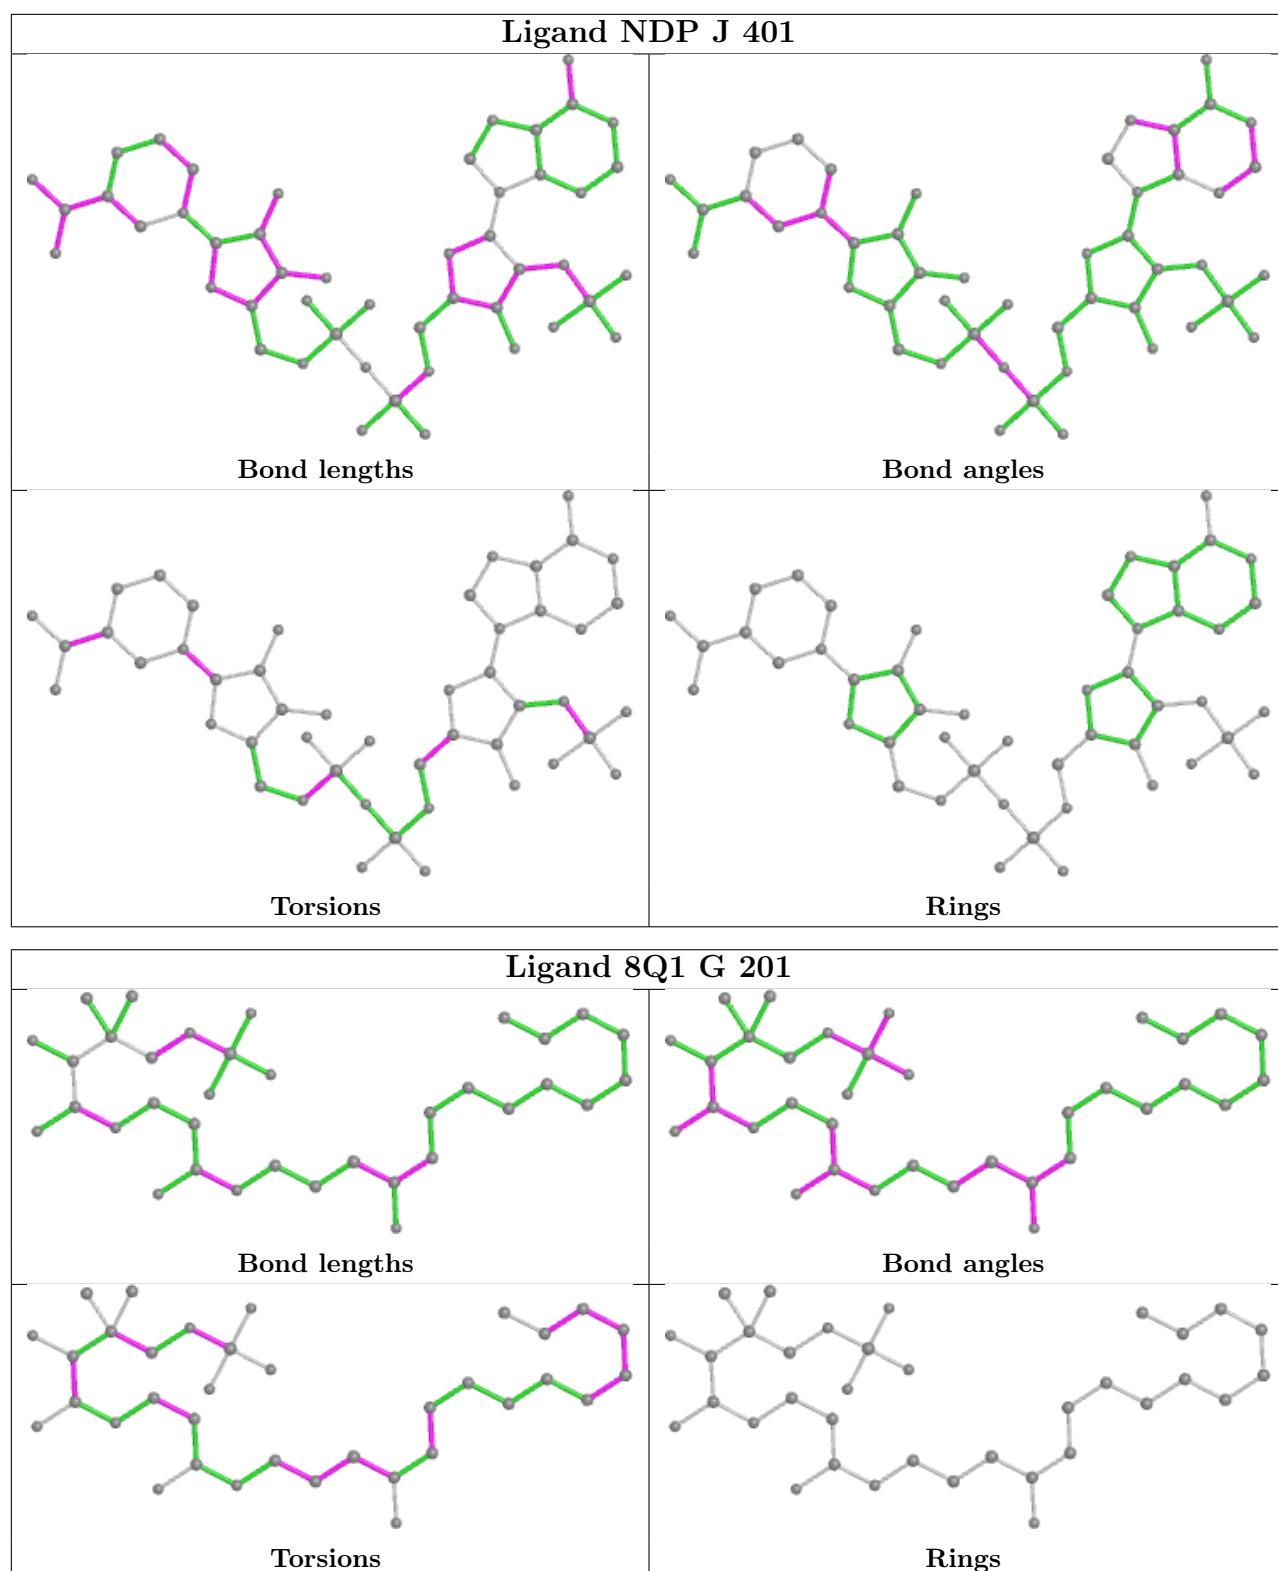 Ligand NDP J 401
Bond lengths
Bond angles
Torsions
Rings
Ligand 8Q1 G 201
Bond lengths
Bond angles
Torsions
Rings